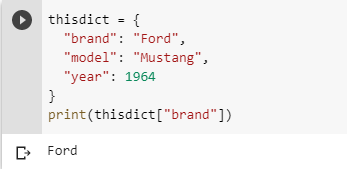 thisdict = {
  "brand": "Ford",
  "model": "Mustang",
  "year": 1964
}
print(thisdict["brand"])
Ford